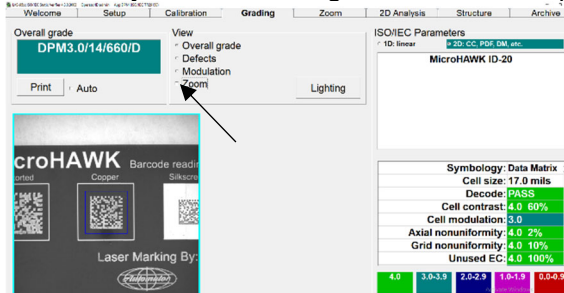 Welcome Setup Calibration Grading Zoom 2D Analysis Structure Archive
Overall grade
DPM3.0/14/660/D
Print Auto
View
Overall grade
Defects
Modulation
Zoom
Lighting
ISO/IEC Parameters
1D: linear 2D: CC, PDF, DM, etc.
MicroHAWK ID-20
croHAWK Barcode readin
orted Copper Silkscre
Laser Marking By:
Symbology: Data Matrix
Cell size: 17.0 mils
Decode: PASS
Cell contrast: 4.0 60%
Cell modulation: 3.0
Axial nonuniformity: 4.0 2%
Grid nonuniformity: 4.0 10%
Unused EC: 4.0 100%
4.0 3.0-3.9 2.0-2.9 1.0-1.9 0.0-0.9